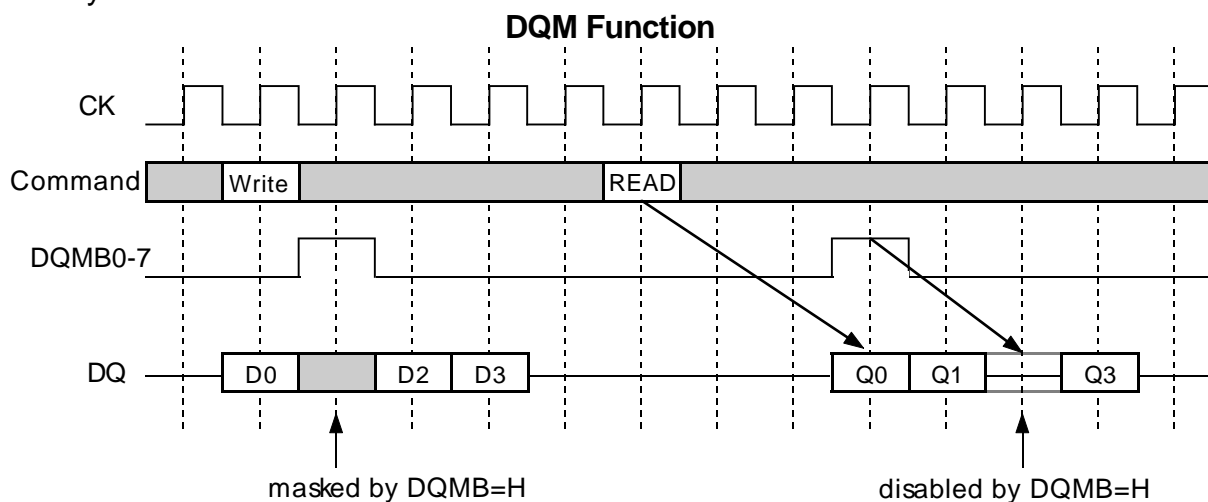 DQM Function
CK
Command Write READ
DQMB0-7
DQ D0 D2 D3 Q0 Q1 Q3
masked by DQMB=H disabled by DQMB=H